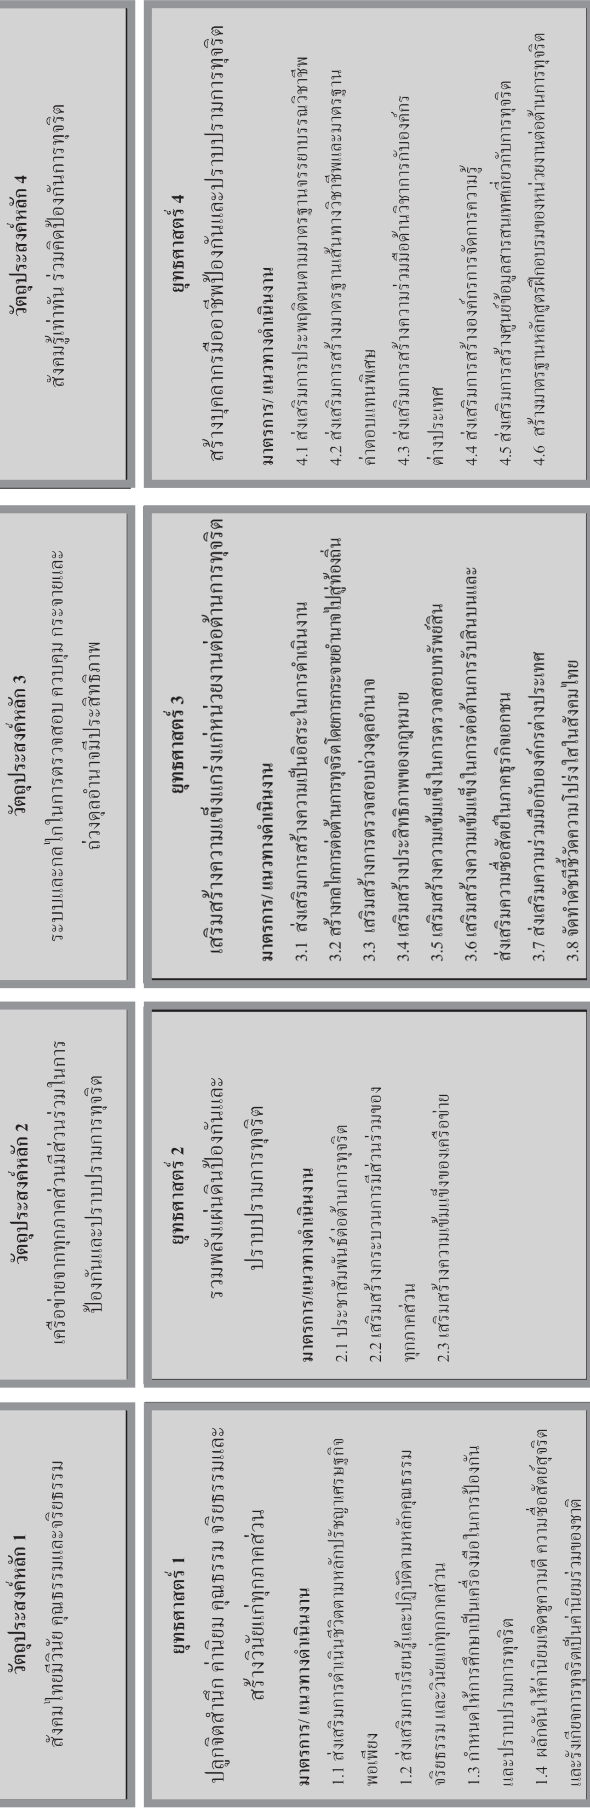 วัตถุประสงค์หลัก 1
สังคมไทยมีวินัย คุณธรรมและจริยธรรม
วัตถุประสงค์หลัก 2
เครือข่ายจากทุกภาคส่วนมีส่วนร่วมในการ
ป้องกันและปราบปรามการทุจริต
วัตถุประสงค์หลัก 3
ระบบและกลไกในการตรวจสอบ ควบคุม กระจายและ
ถ่วงดุลอำนาจมีประสิทธิภาพ
วัตถุประสงค์หลัก 4
สังคมรู้เท่าทัน ร่วมคิดป้องกันการทุจริต
ยุทธศาสตร์ 1
ปลูกจิตสำนึก ค่านิยม คุณธรรม จริยธรรมและ
สร้างวินัยแก่ทุกภาคส่วน
มาตรการ/ แนวทางดำเนินงาน
1.1 ส่งเสริมการดำเนินชีวิตตามหลักปรัชญาเศรษฐกิจ
พอเพียง
1.2 ส่งเสริมการเรียนรู้และปฏิบัติตามหลักคุณธรรม
จริยธรรม และวินัยแก่ทุกภาคส่วน
1.3 กำหนดให้การศึกษาเป็นเครื่องมือในการป้องกัน
และปราบปรามการทุจริต
1.4 ผลักดันให้ค่านิยมเชิดชูความดี ความซื่อสัตย์สุจริต
และรังเกียจการทุจริตเป็นค่านิยมร่วมของชาติ
ยุทธศาสตร์ 2
รวมพลังแผ่นดินป้องกันและ
ปราบปรามการทุจริต
มาตรการ/แนวทางดำเนินงาน
2.1 ประชาสัมพันธ์ต่อต้านการทุจริต
2.2 เสริมสร้างกระบวนการมีส่วนร่วมของ
ทุกภาคส่วน
2.3 เสริมสร้างความเข้มแข็งของเครือข่าย
ยุทธศาสตร์ 3
เสริมสร้างความแข็งแกร่งแก่หน่วยงานต่อต้านการทุจริต
มาตรการ/ แนวทางดำเนินงาน
3.1 ส่งเสริมการสร้างความเป็นอิสระในการดำเนินงาน
3.2 สร้างกลไกการต่อต้านการทุจริตโดยการกระจายอำนาจไปสู่ท้องถิ่น
3.3 เสริมสร้างการตรวจสอบถ่วงดุลอำนาจ
3.4 เสริมสร้างประสิทธิภาพของกฎหมาย
3.5 เสริมสร้างความเข้มแข็งในการตรวจสอบทรัพย์สิน
3.6 เสริมสร้างความเข้มแข็งในการต่อต้านการรับสินบนและ
ส่งเสริมความซื่อสัตย์ในภาคธุรกิจเอกชน
3.7 ส่งเสริมความร่วมมือกับองค์กรต่างประเทศ
3.8 จัดทำดัชนีชี้วัดความโปร่งใสในสังคมไทย
ยุทธศาสตร์ 4
สร้างบุคลากรมืออาชีพป้องกันและปราบปรามการทุจริต
มาตรการ/ แนวทางดำเนินงาน
4.1 ส่งเสริมการประพฤติตนตามมาตรฐานจรรยาบรรณวิชาชีพ
4.2 ส่งเสริมการสร้างมาตรฐานเส้นทางวิชาชีพและมาตรฐาน
ค่าตอบแทนพิเศษ
4.3 ส่งเสริมการสร้างความร่วมมือด้านวิชาการกับองค์กร
ต่างประเทศ
4.4 ส่งเสริมการสร้างองค์กรการจัดการความรู้
4.5 ส่งเสริมการสร้างศูนย์ข้อมูลสารสนเทศเกี่ยวกับการทุจริต
4.6 สร้างมาตรฐานหลักสูตรฝึกอบรมของหน่วยงานต่อต้านการทุจริต